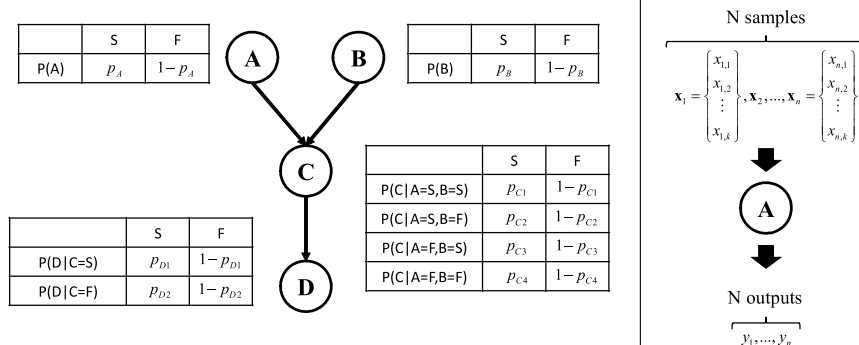 S F
P(A) p_A 1-p_A
A
B
S F
P(B) p_B 1-p_B
C
S F
P(C|A=S,B=S) p_C1 1-p_C1
P(C|A=S,B=F) p_C2 1-p_C2
P(C|A=F,B=S) p_C3 1-p_C3
P(C|A=F,B=F) p_C4 1-p_C4
S F
P(D|C=S) p_D1 1-p_D1
P(D|C=F) p_D2 1-p_D2
D
N samples
x_1 = {x_1,1 x_1,2 ⋮ x_1,k}, x_2,..., x_n = {x_n,1 x_n,2 ⋮ x_n,k}
A
N outputs
y_1,..., y_n